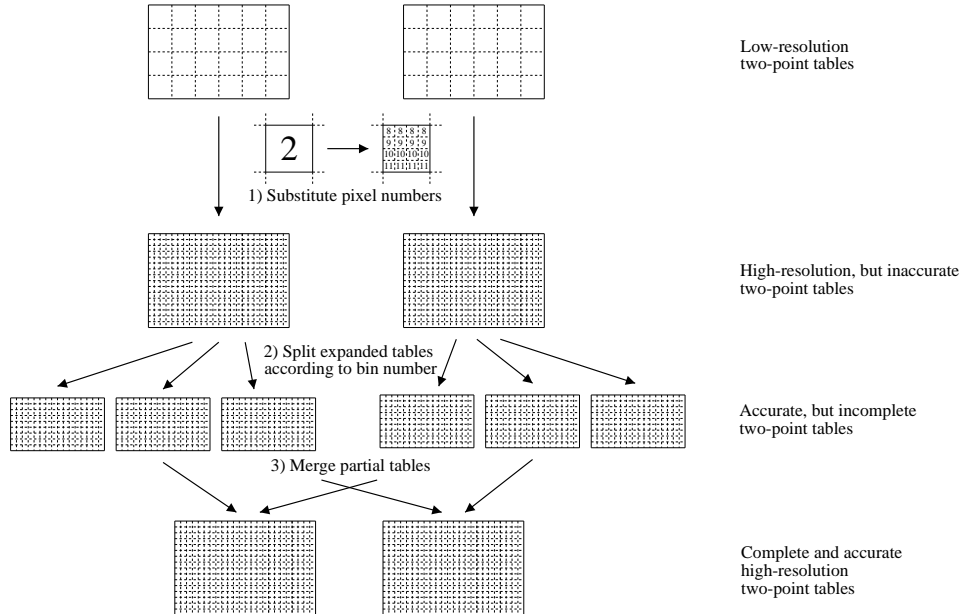 Low-resolution
two-point tables
2
8 8 8 8
9 9 9 9
10 10 10 10
11 11 11 11
1) Substitute pixel numbers
High-resolution, but inaccurate
two-point tables
2) Split expanded tables
according to bin number
Accurate, but incomplete
two-point tables
3) Merge partial tables
Complete and accurate
high-resolution
two-point tables